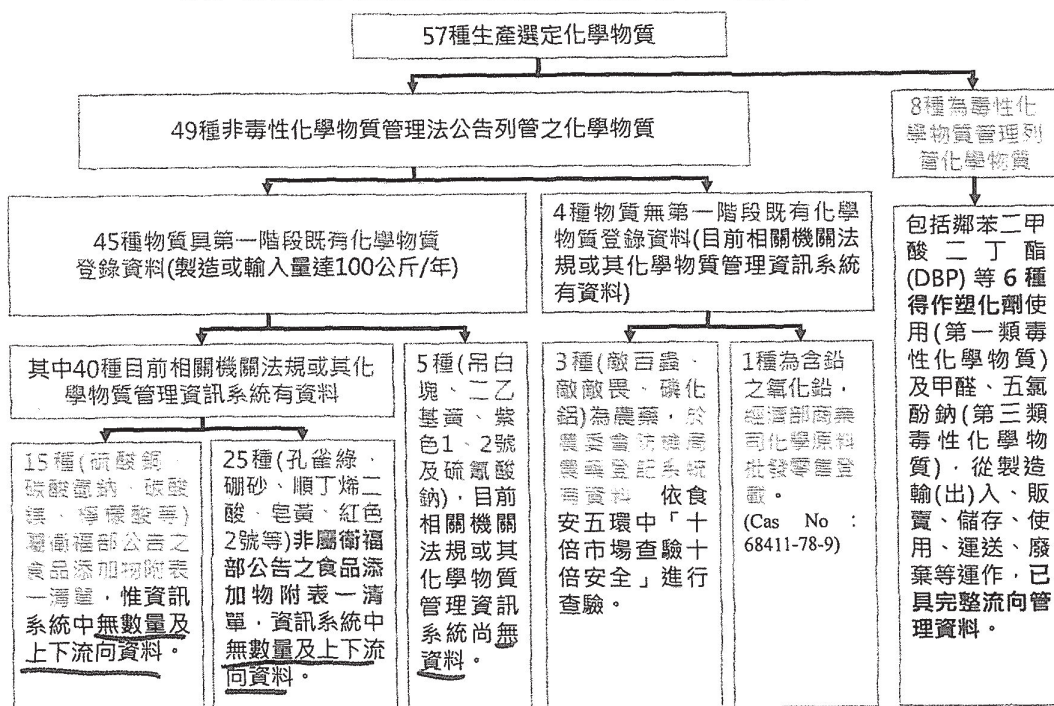 57種生產選定化學物質
49種非毒性化學物質管理法公告列管之化學物質
8種為毒性化
學物質管理列
管化學物質
45種物質具第一階段既有化學物質
登錄資料(製造或輸入量達100公斤/年)
4種物質無第一階段既有化學
物質登錄資料(目前相關機關法
規或其化學物質管理資訊系統
有資料)
包括鄰苯二甲
酸二丁酯
(DBP)等6種
得作塑化劑使
用(第一類毒
性化學物質)
及甲醛、五氯
酚鈉(第三類
毒性化學物
質)，從製造
輸(出)入、販
賣、儲存、使
用、運送、廢
棄等運作，已
具完整流向管
理資料。
其中40種目前相關機關法規或其化
學物質管理資訊系統有資料
5種(吊白
塊、二乙
基黃、紫
色1、2號
及硫氰酸
鈉)，目前
相關機關
法規或其
化學物質
管理資訊
系統尚無
資料。
3種(敵百蟲、
敵敵畏、磷化
鋁)為農藥，於
農委會防檢局
農藥登記系統
有資料，依食
安五環中「十
倍市場查驗十
倍安全」進行
查驗。
1種為含鉛
之氧化鉛，
經濟部商業
司化學原料
批發零售登
載。
(Cas No :
68411-78-9)
15種(硫酸銅、
碳酸氫鈉、碳酸
鎂、檸檬酸等)
屬衛福部公告之
食品添加物附表
一清單，惟資訊
系統中無數量及
上下流向資料。
25種(孔雀綠、
硼砂、順丁烯二
酸、皂黃、紅色
2號等)非屬衛福
部公告之食品添
加物附表一清
單，資訊系統中
無數量及上下流
向資料。